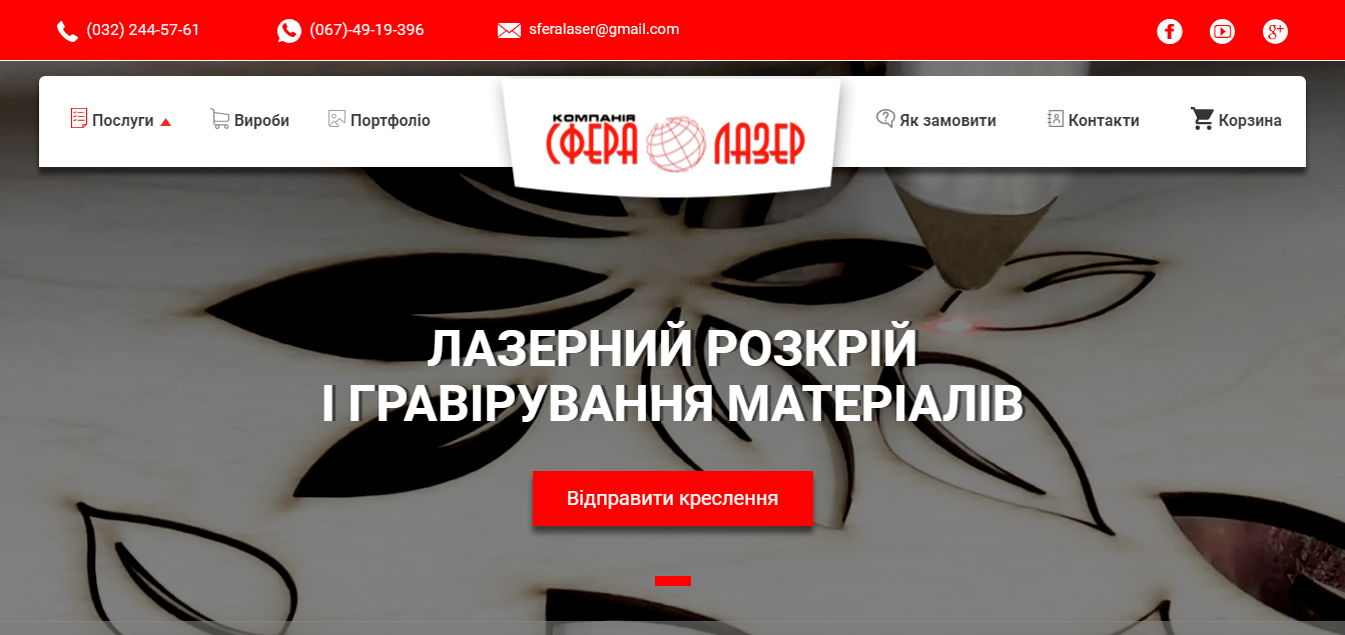 (032) 244-57-61
(067)-49-19-396
sferalaser@gmail.com
Послуги
Вироби
Портфоліо
КОМПАНІЯ
СФЕРА ЛАЗЕР
Як замовити
Контакти
Корзина
ЛАЗЕРНИЙ РОЗКРІЙ
І ГРАВІРУВАННЯ МАТЕРІАЛІВ
Відправити креслення